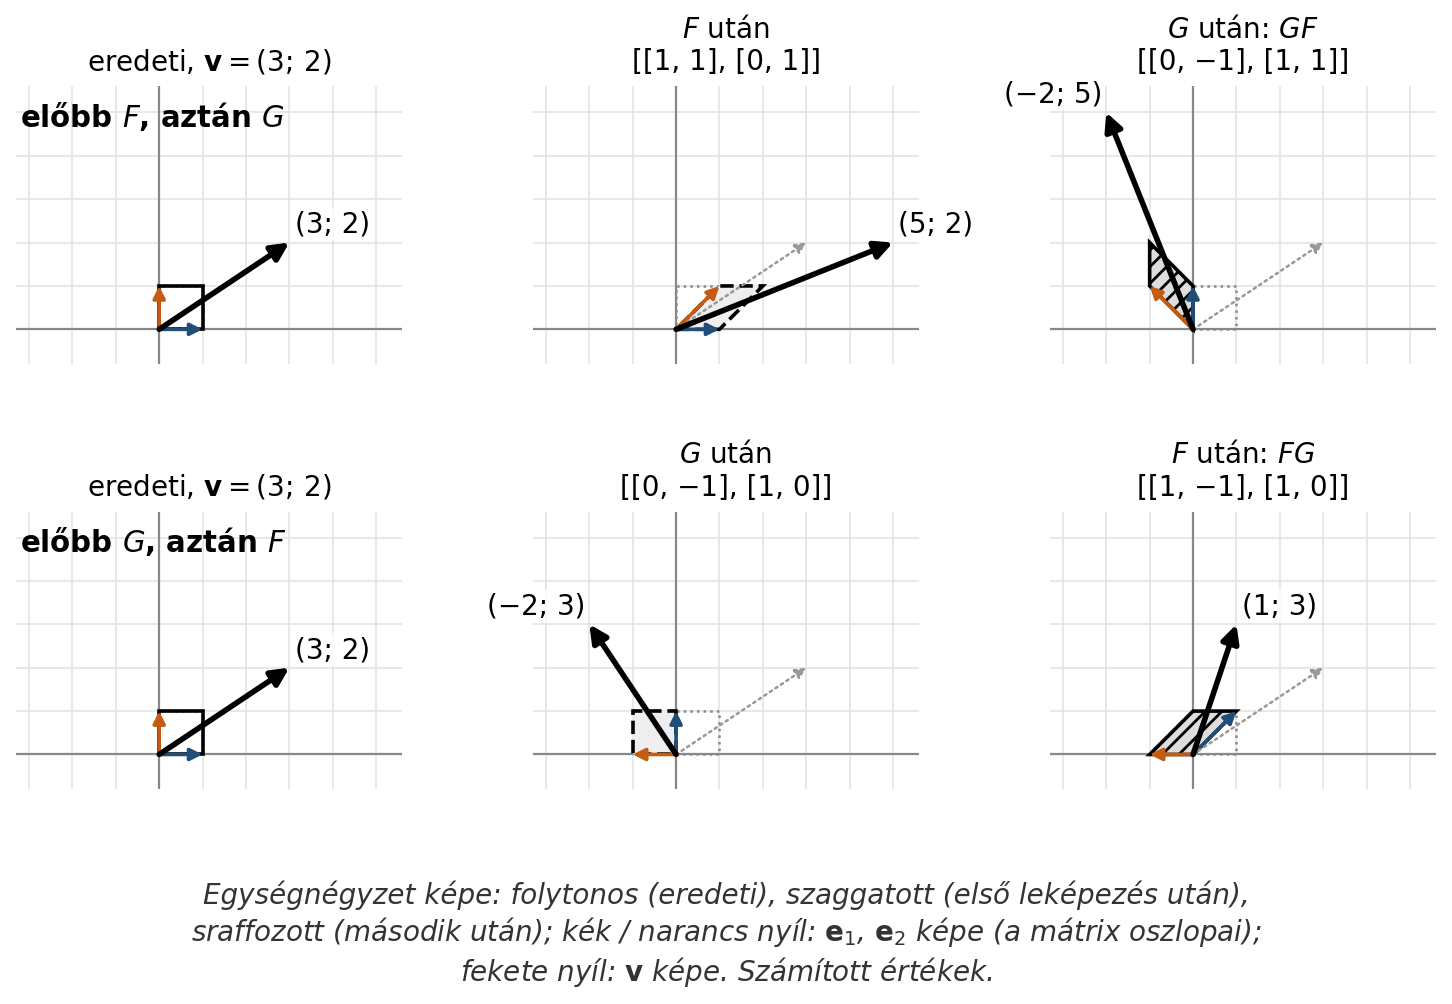 eredeti, v = (3; 2)
F után
[[1, 1], [0, 1]]
G után: GF
[[0, −1], [1, 1]]
előbb F, aztán G
(3; 2)
(5; 2)
(−2; 5)
eredeti, v = (3; 2)
G után
[[0, −1], [1, 0]]
F után: FG
[[1, −1], [1, 0]]
előbb G, aztán F
(3; 2)
(−2; 3)
(1; 3)
Egységnégyzet képe: folytonos (eredeti), szaggatott (első leképezés után),
sraffozott (második után); kék / narancs nyíl: e₁, e₂ képe (a mátrix oszlopai);
fekete nyíl: v képe. Számított értékek.